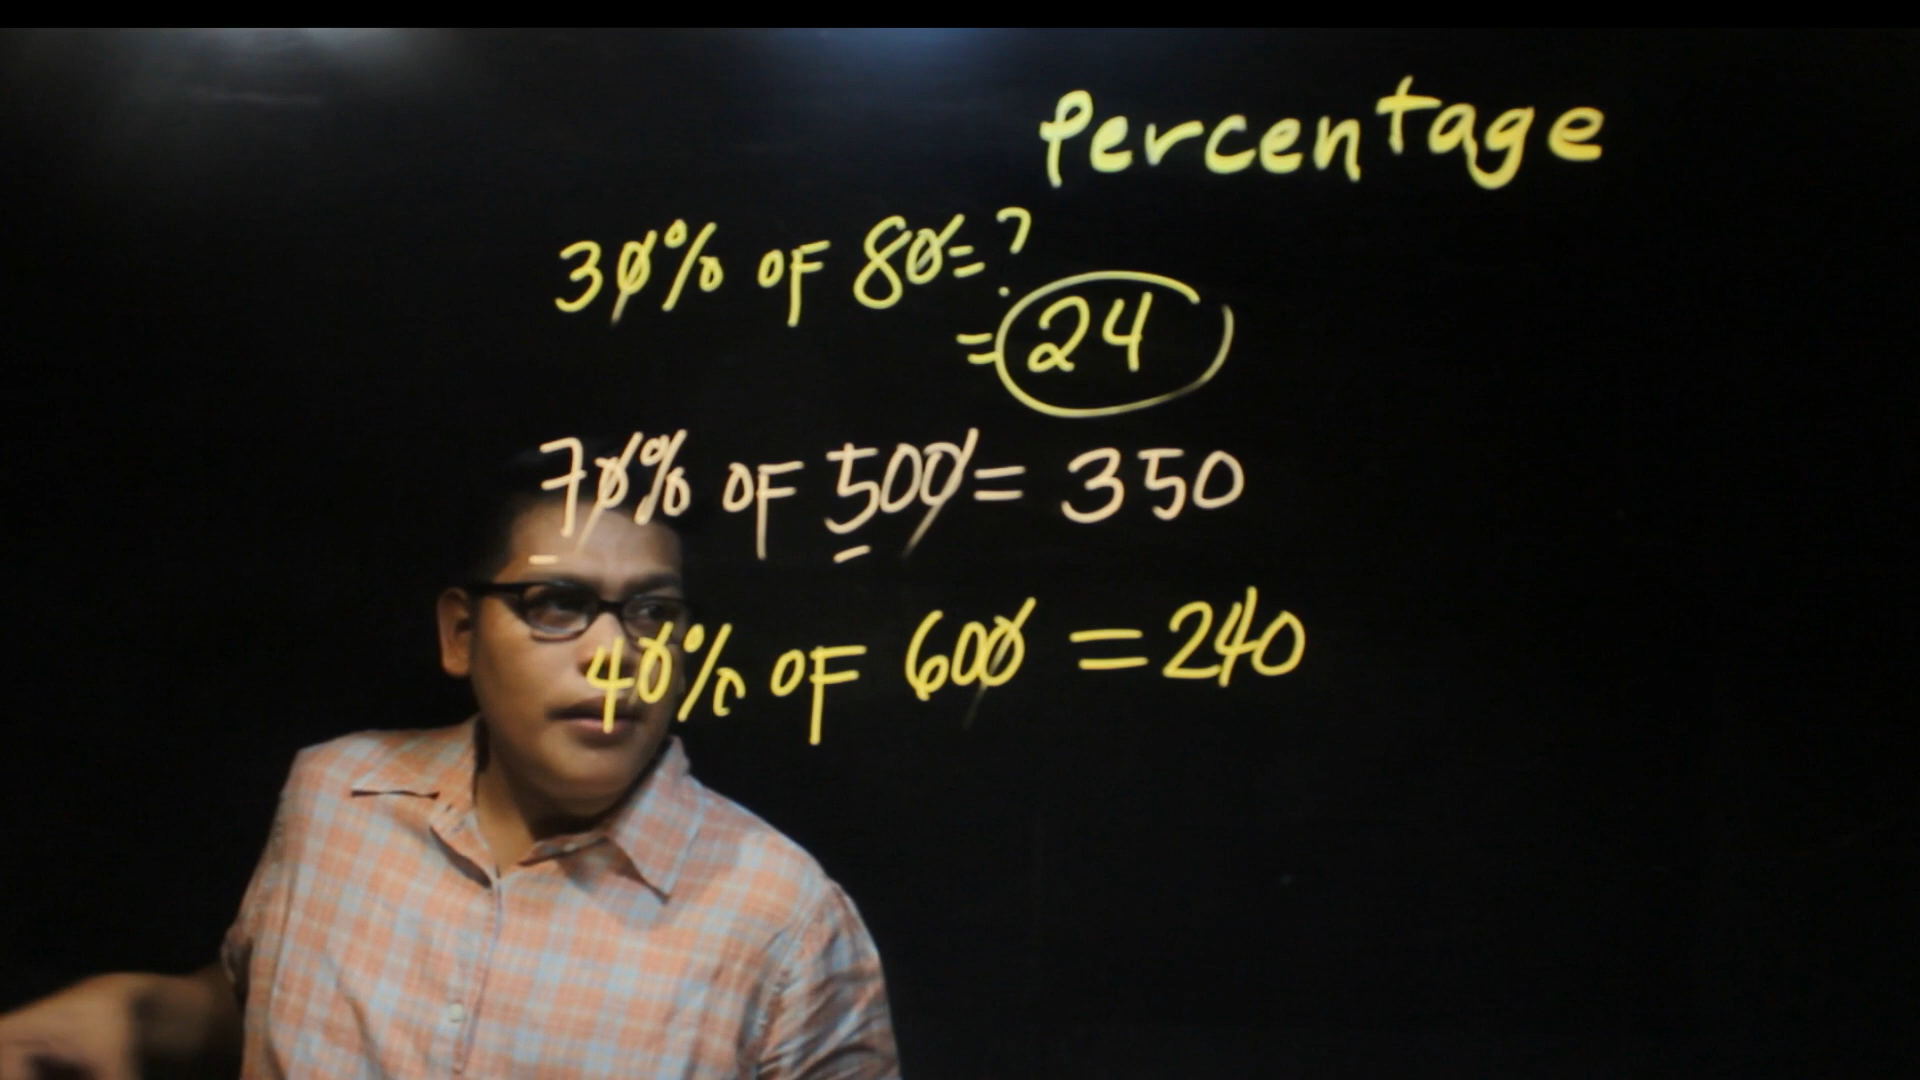 Percentage
30% OF 80=?
=24
70% OF 500= 350
40% OF 600 =240